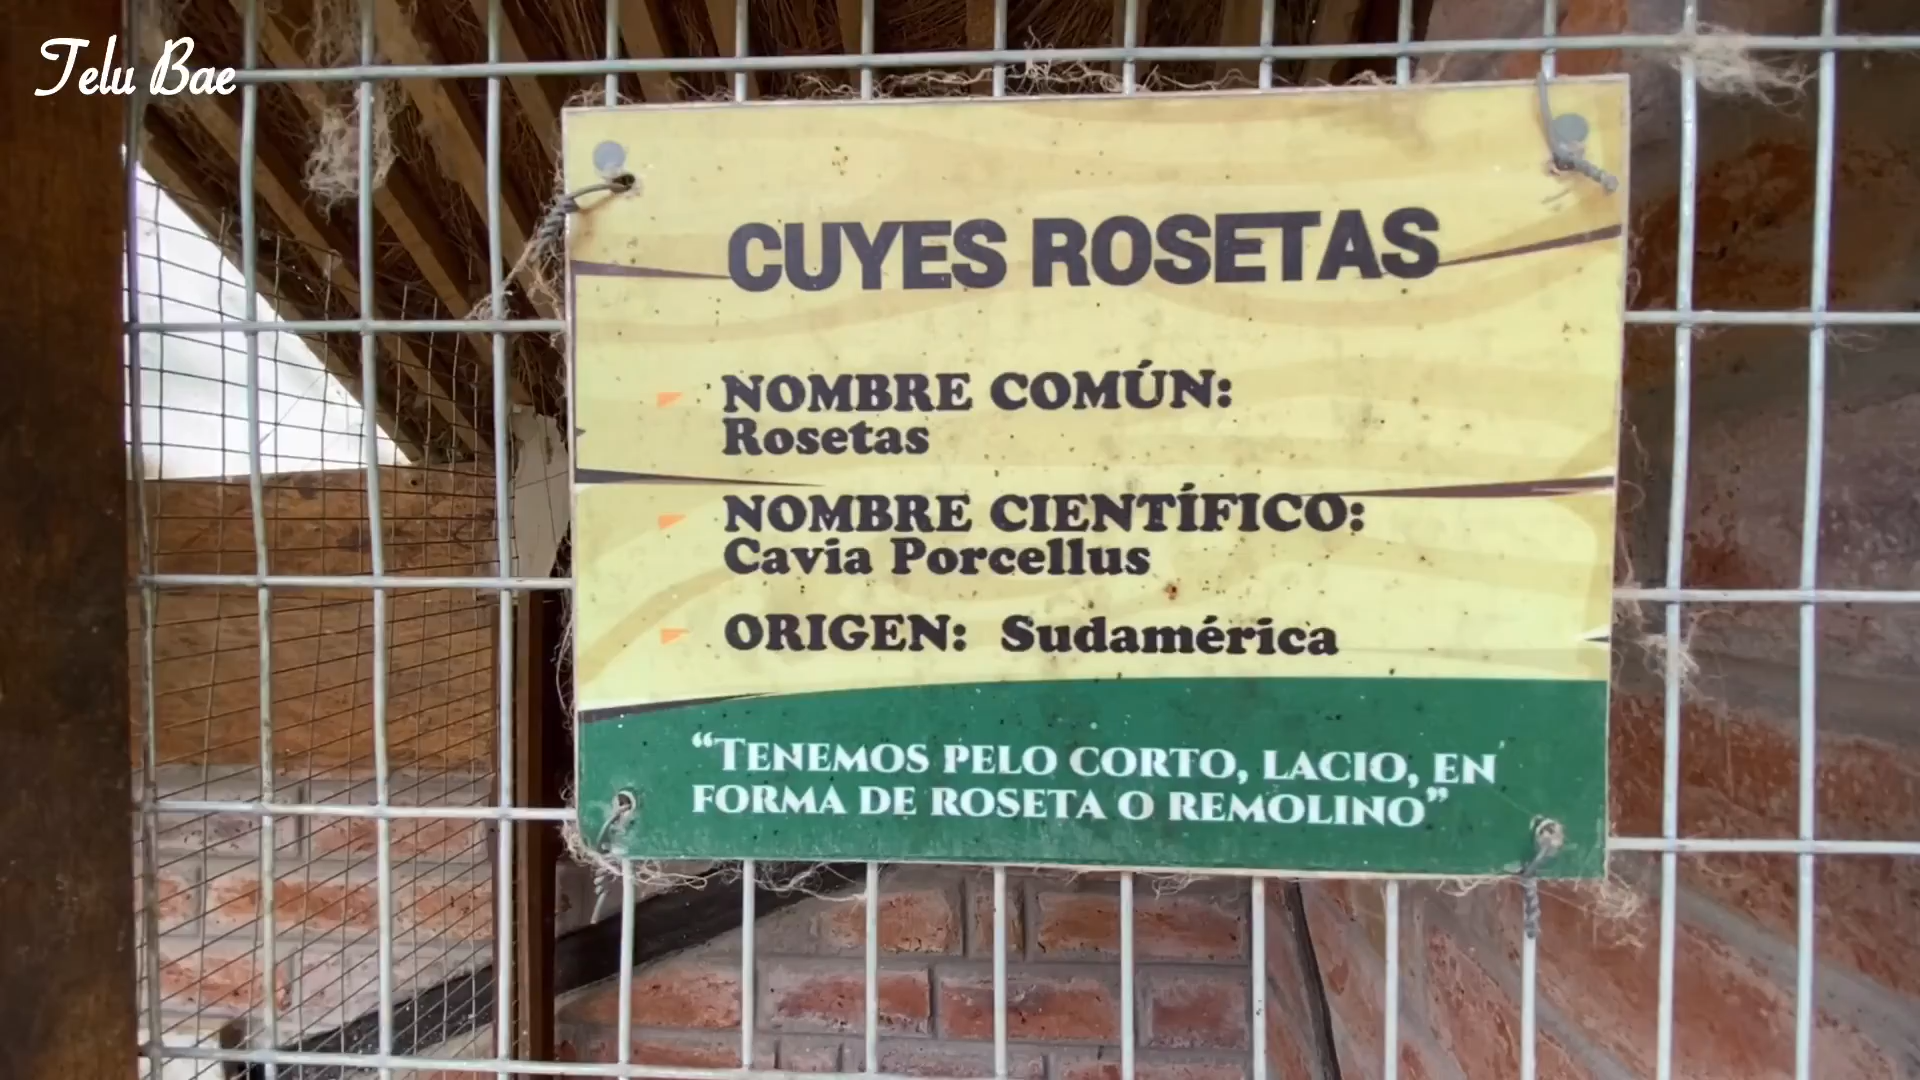 Telu Bae
CUYES ROSETAS
NOMBRE COMÚN:
Rosetas
NOMBRE CIENTÍFICO:
Cavia Porcellus
ORIGEN: Sudamérica
“TENEMOS PELO CORTO, LACIO, EN
FORMA DE ROSETA O REMOLINO”